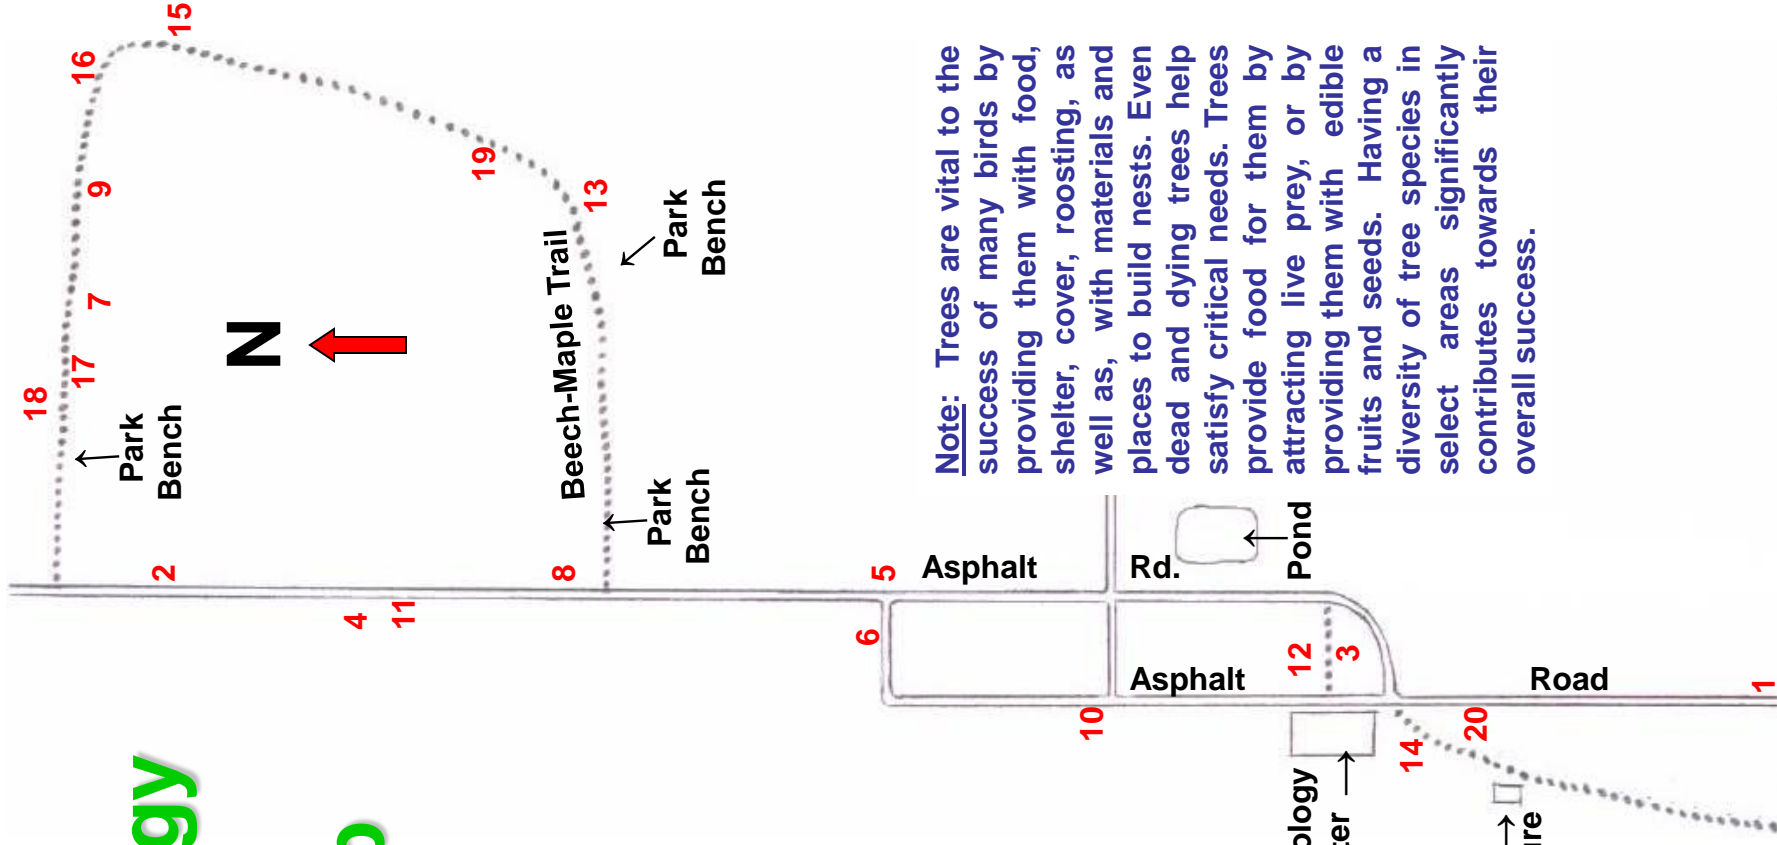 18
16
15
17
7
9
Park
Bench
2
gy
N
4
11
19
8
13
Beech-Maple Trail
Park
Bench
Park
Bench
6
5
Asphalt
Rd.
Note: Trees are vital to the
success of many birds by
providing them with food,
shelter, cover, roosting, as
well as, with materials and
places to build nests. Even
dead and dying trees help
satisfy critical needs. Trees
provide food for them by
attracting live prey, or by
providing them with edible
fruits and seeds. Having a
diversity of tree species in
select areas significantly
contributes towards their
overall success.
10
Asphalt
Pond
12
3
ology
ter
14
20
Road
1